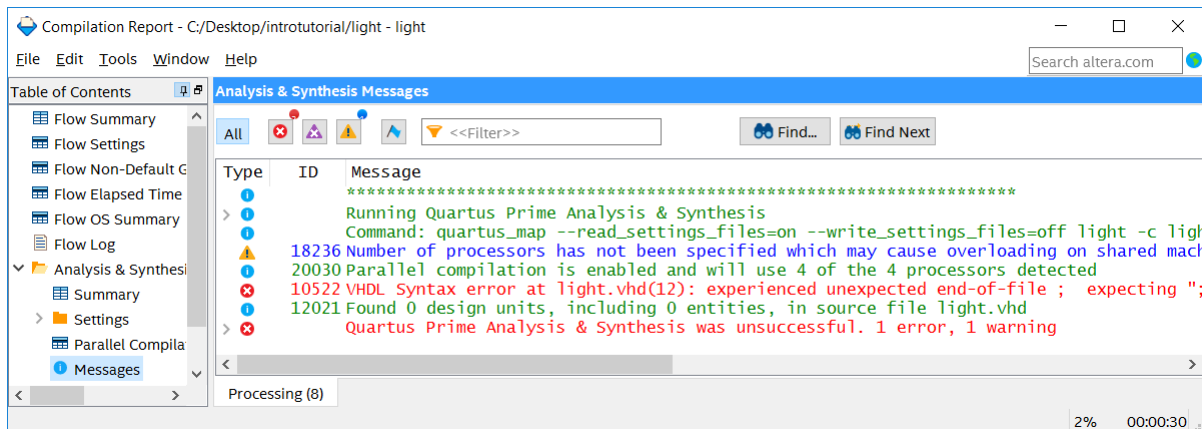 Compilation Report - C:/Desktop/introtutorial/light - light
File Edit Tools Window Help
Search altera.com
Table of Contents
Flow Summary
Flow Settings
Flow Non-Default G
Flow Elapsed Time
Flow OS Summary
Flow Log
Analysis & Synthesi
Summary
Settings
Parallel Compila
Messages
Analysis & Synthesis Messages
All
<<Filter>>
Find...
Find Next
Type ID Message
*******************************************************************
Running Quartus Prime Analysis & Synthesis
Command: quartus_map --read_settings_files=on --write_settings_files=off light -c ligh
18236 Number of processors has not been specified which may cause overloading on shared mach
20030 Parallel compilation is enabled and will use 4 of the 4 processors detected
10522 VHDL Syntax error at light.vhd(12): experienced unexpected end-of-file ; expecting ";
12021 Found 0 design units, including 0 entities, in source file light.vhd
Quartus Prime Analysis & Synthesis was unsuccessful. 1 error, 1 warning
Processing (8)
2% 00:00:30